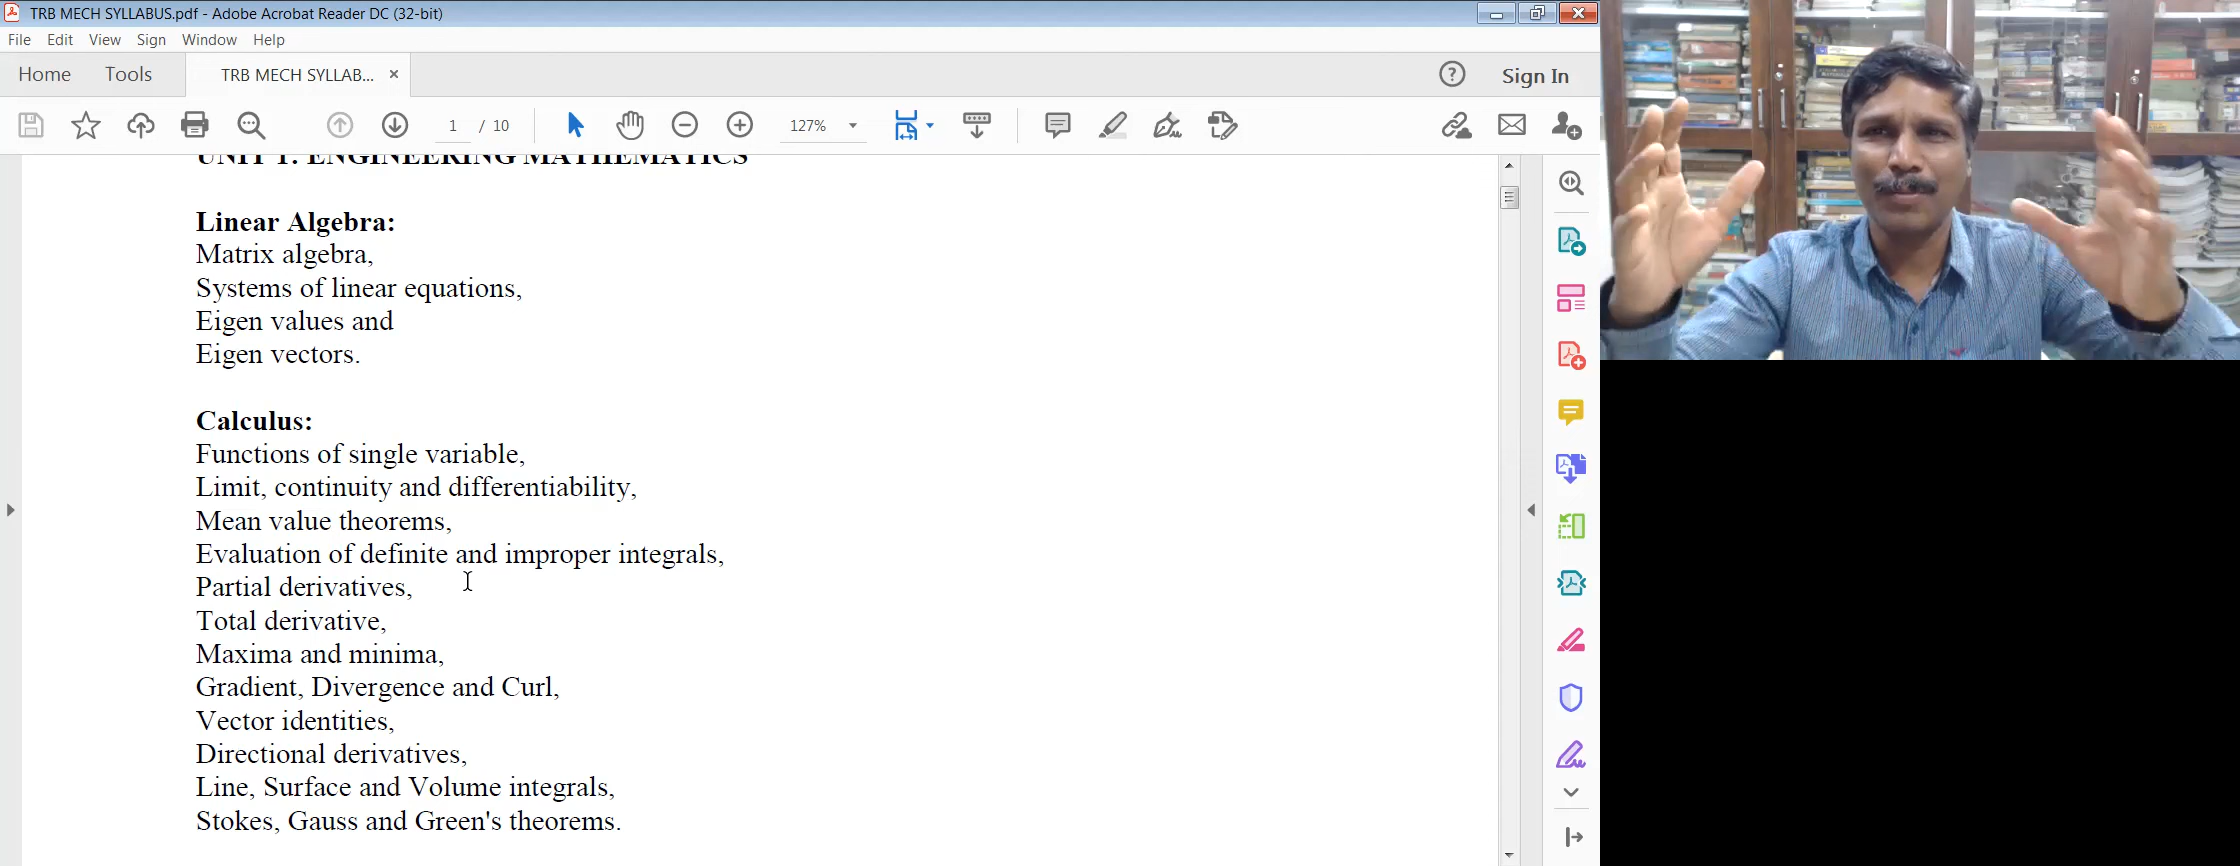 TRB MECH SYLLABUS.pdf - Adobe Acrobat Reader DC (32-bit)
File Edit View Sign Window Help
Home Tools TRB MECH SYLLAB... × Sign In
1 / 10 127%
UNIT 1: ENGINEERING MATHEMATICS
Linear Algebra:
Matrix algebra,
Systems of linear equations,
Eigen values and
Eigen vectors.
Calculus:
Functions of single variable,
Limit, continuity and differentiability,
Mean value theorems,
Evaluation of definite and improper integrals,
Partial derivatives,
Total derivative,
Maxima and minima,
Gradient, Divergence and Curl,
Vector identities,
Directional derivatives,
Line, Surface and Volume integrals,
Stokes, Gauss and Green's theorems.